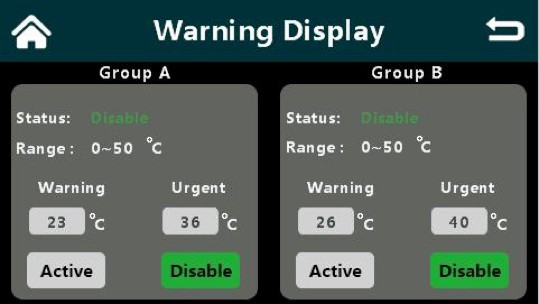 Warning Display
Group A
Status: Disable
Range : 0~50 °C
Warning Urgent
23 °C 36 °C
Active Disable
Group B
Status: Disable
Range : 0~50 °C
Warning Urgent
26 °C 40 °C
Active Disable